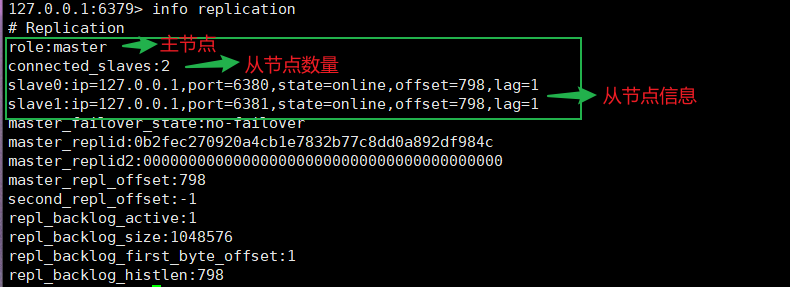 127.0.0.1:6379> info replication
# Replication
role:master 主节点
connected_slaves:2 从节点数量
slave0:ip=127.0.0.1,port=6380,state=online,offset=798,lag=1
slave1:ip=127.0.0.1,port=6381,state=online,offset=798,lag=1 从节点信息
master_failover_state:no-failover
master_replid:0b2fec270920a4cb1e7832b77c8dd0a892df984c
master_replid2:0000000000000000000000000000000000000000
master_repl_offset:798
second_repl_offset:-1
repl_backlog_active:1
repl_backlog_size:1048576
repl_backlog_first_byte_offset:1
repl_backlog_histlen:798